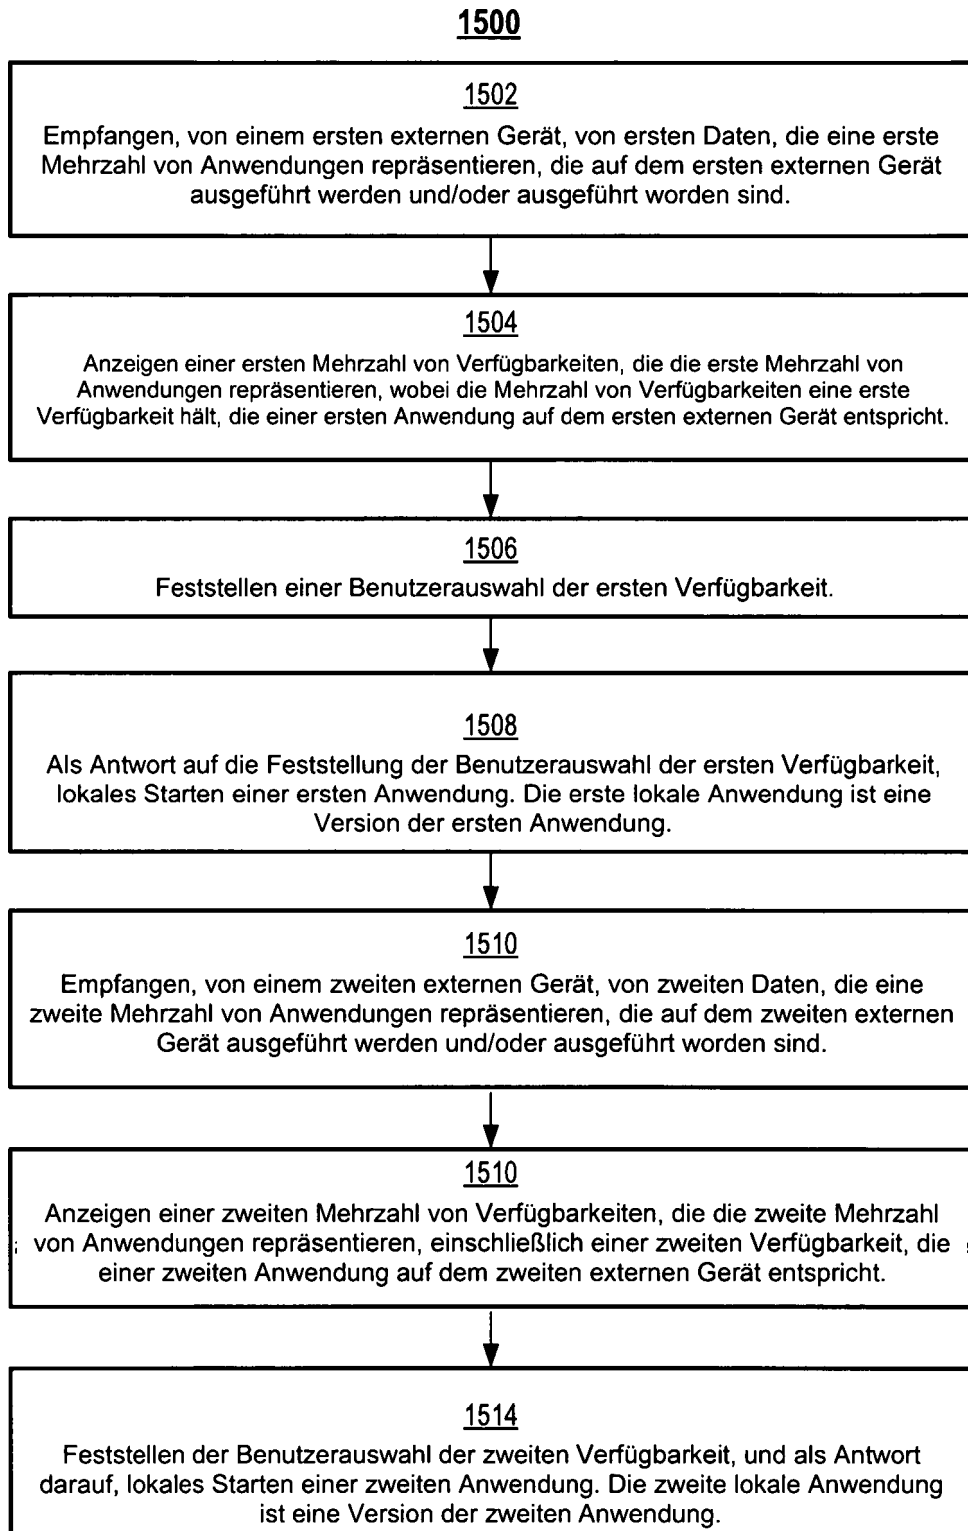 1500
1502
Empfangen, von einem ersten externen Gerät, von ersten Daten, die eine erste
Mehrzahl von Anwendungen repräsentieren, die auf dem ersten externen Gerät
ausgeführt werden und/oder ausgeführt worden sind.
1504
Anzeigen einer ersten Mehrzahl von Verfügbarkeiten, die die erste Mehrzahl von
Anwendungen repräsentieren, wobei die Mehrzahl von Verfügbarkeiten eine erste
Verfügbarkeit hält, die einer ersten Anwendung auf dem ersten externen Gerät entspricht.
1506
Feststellen einer Benutzerauswahl der ersten Verfügbarkeit.
1508
Als Antwort auf die Feststellung der Benutzerauswahl der ersten Verfügbarkeit,
lokales Starten einer ersten Anwendung. Die erste lokale Anwendung ist eine
Version der ersten Anwendung.
1510
Empfangen, von einem zweiten externen Gerät, von zweiten Daten, die eine
zweite Mehrzahl von Anwendungen repräsentieren, die auf dem zweiten externen
Gerät ausgeführt werden und/oder ausgeführt worden sind.
1510
Anzeigen einer zweiten Mehrzahl von Verfügbarkeiten, die die zweite Mehrzahl
von Anwendungen repräsentieren, einschließlich einer zweiten Verfügbarkeit, die
einer zweiten Anwendung auf dem zweiten externen Gerät entspricht.
1514
Feststellen der Benutzerauswahl der zweiten Verfügbarkeit, und als Antwort
darauf, lokales Starten einer zweiten Anwendung. Die zweite lokale Anwendung
ist eine Version der zweiten Anwendung.